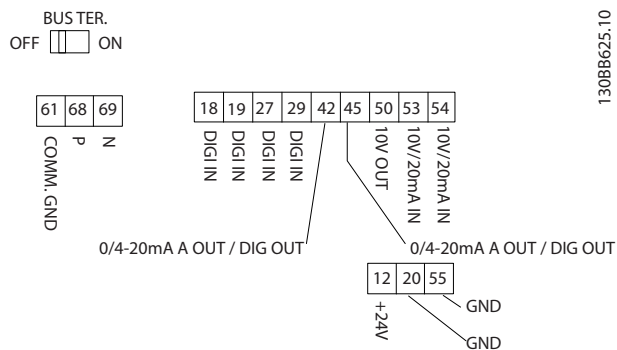 BUS TER.
OFF ON
130BB625.10
61 68 69
COMM. GND
P
N
18 19 27 29 42 45 50 53 54
DIGI IN
DIGI IN
DIGI IN
DIGI IN
10V OUT
10V/20mA IN
10V/20mA IN
0/4-20mA A OUT / DIG OUT
0/4-20mA A OUT / DIG OUT
12 20 55
+24V
GND
GND